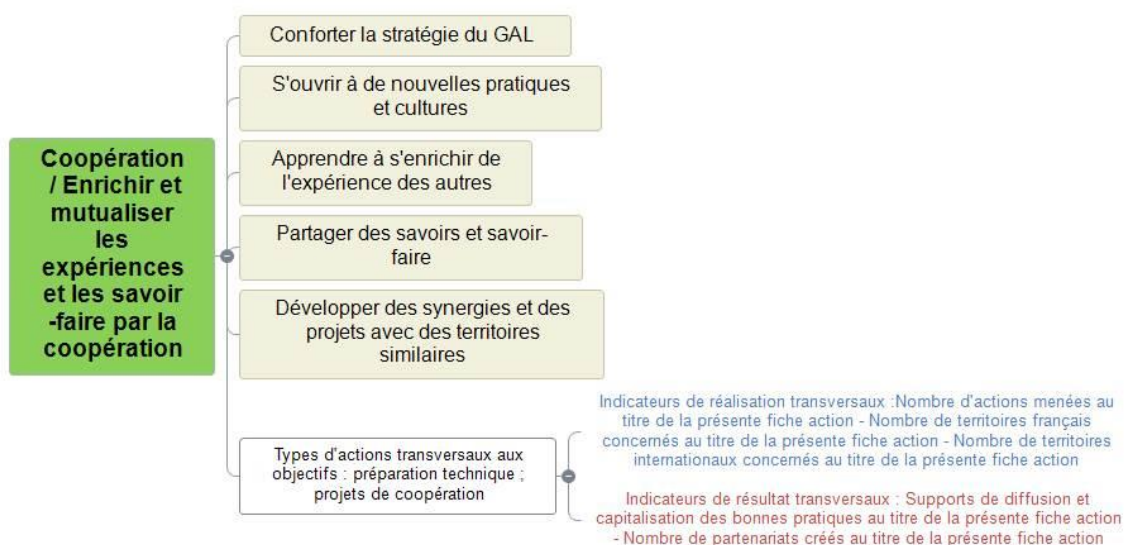 Coopération
/ Enrichir et
mutualiser
les
expériences
et les savoir
-faire par la
coopération
Conforter la stratégie du GAL
S'ouvrir à de nouvelles pratiques
et cultures
Apprendre à s'enrichir de
l'expérience des autres
Partager des savoirs et savoir-
faire
Développer des synergies et des
projets avec des territoires
similaires
Types d'actions transversaux aux
objectifs : préparation technique ;
projets de coopération
Indicateurs de réalisation transversaux :Nombre d'actions menées au
titre de la présente fiche action - Nombre de territoires français
concernés au titre de la présente fiche action - Nombre de territoires
internationaux concernés au titre de la présente fiche action
Indicateurs de résultat transversaux : Supports de diffusion et
capitalisation des bonnes pratiques au titre de la présente fiche action
- Nombre de partenariats créés au titre de la présente fiche action